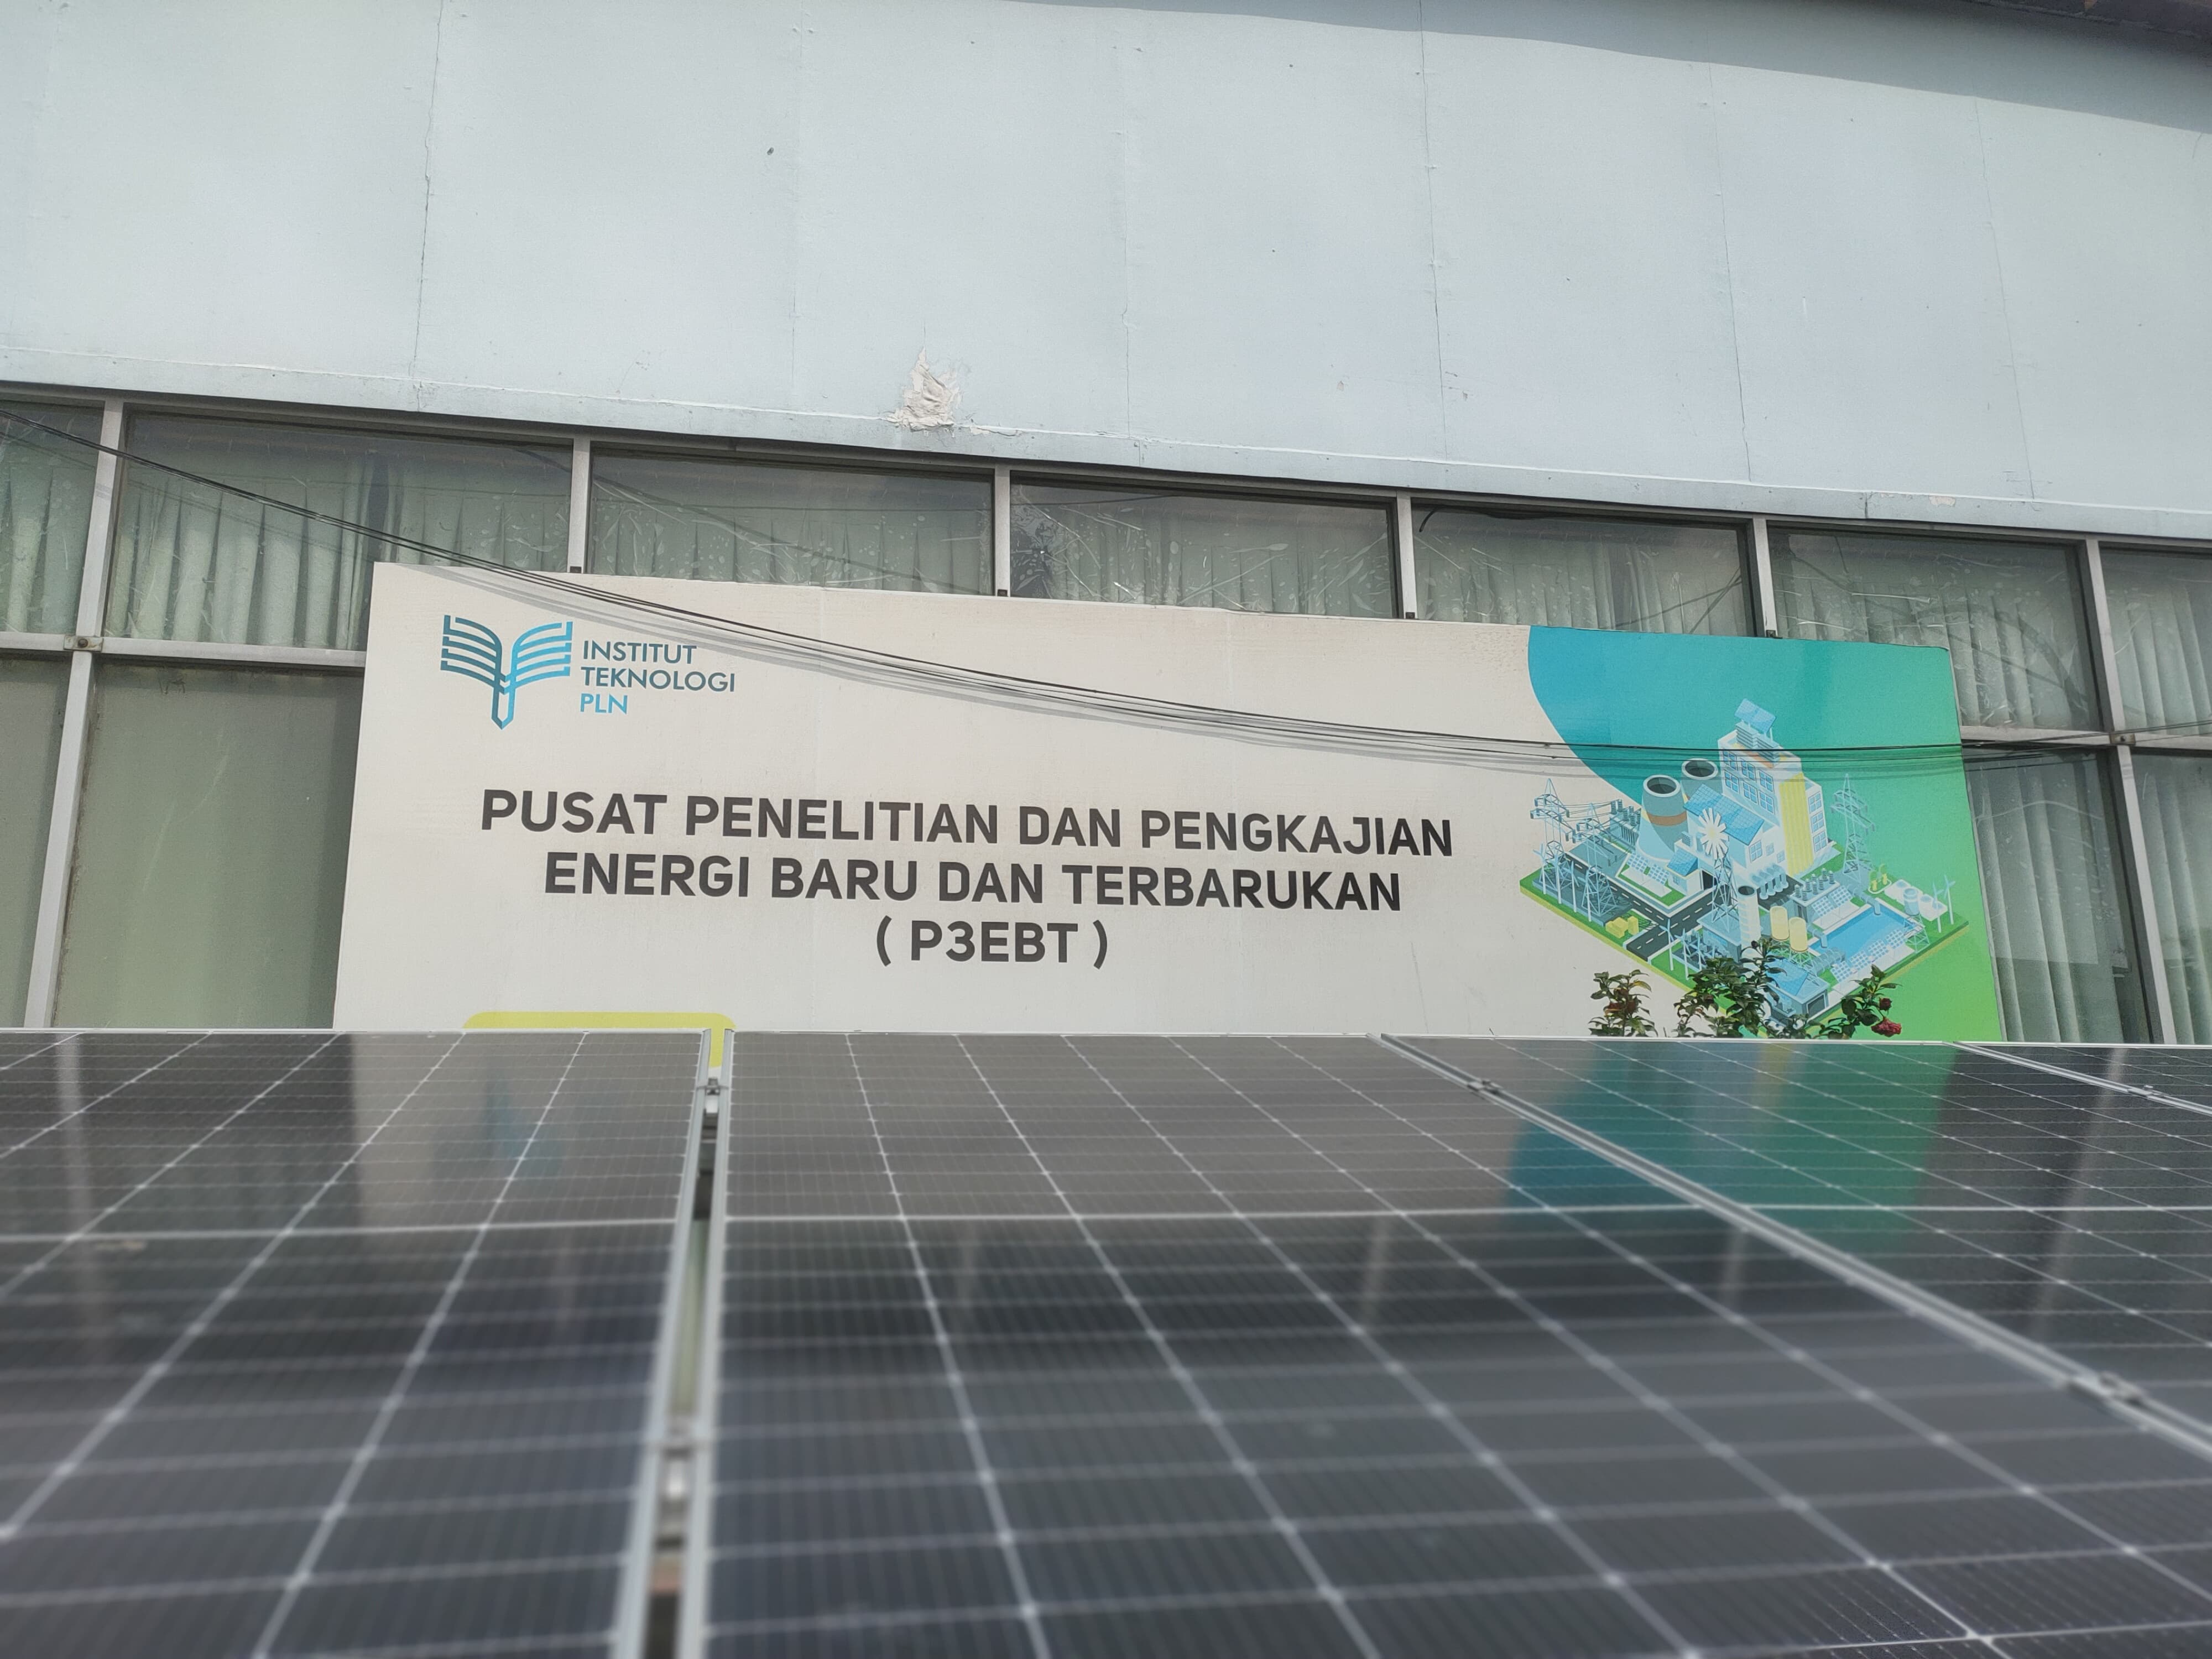 INSTITUT
TEKNOLOGI
PLN
PUSAT PENELITIAN DAN PENGKAJIAN
ENERGI BARU DAN TERBARUKAN
( P3EBT )